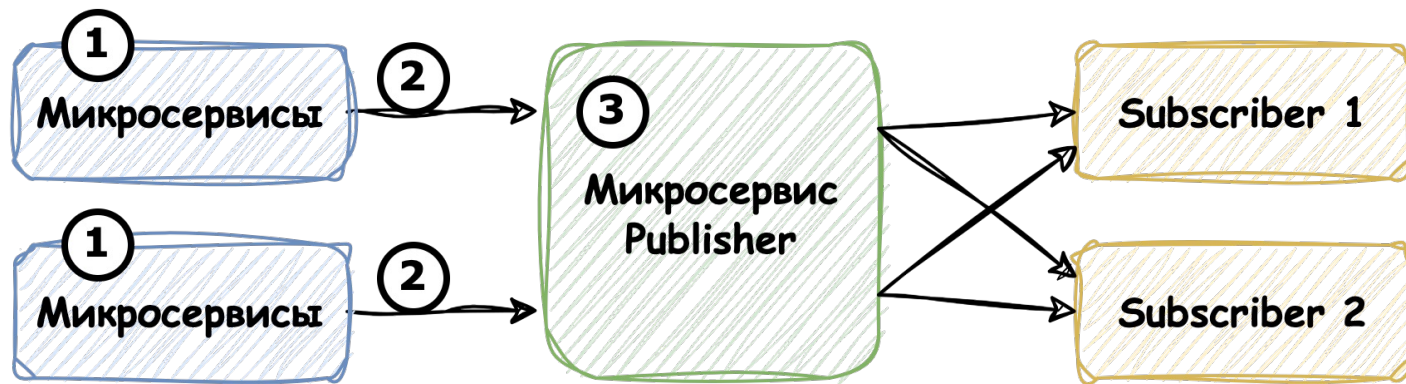 1
Микросервисы
2
3
Микросервис
Publisher
Subscriber 1
1
Микросервисы
2
Subscriber 2